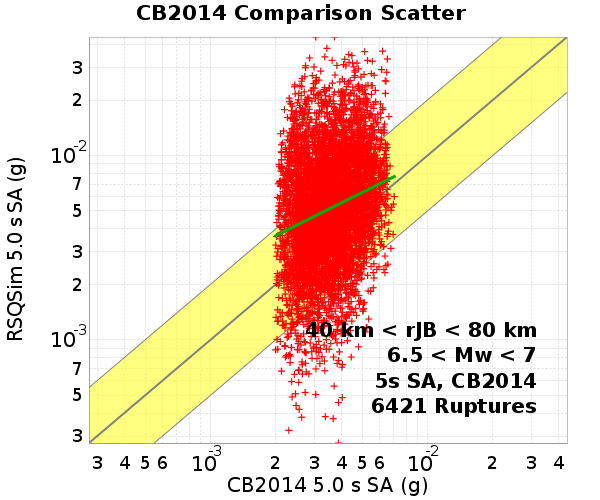 CB2014 Comparison Scatter
RSQSim 5.0 s SA (g)
3
2
10-2
7
5
3
2
10-3
7
5
3
40 km < rJB < 80 km
6.5 < Mw < 7
5s SA, CB2014
6421 Ruptures
3 4 5 6 10-3 2 3 4 5 6 10-2 2 3 4
CB2014 5.0 s SA (g)